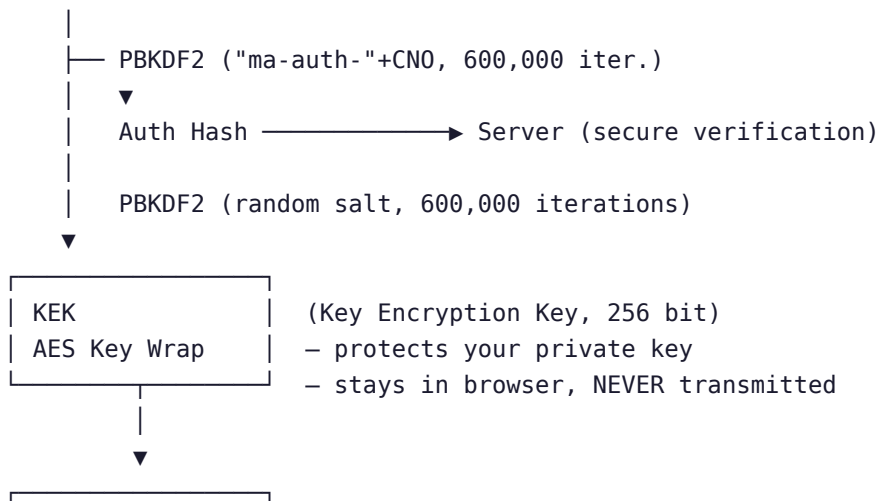 PBKDF2 ("ma-auth-"+CNO, 600,000 iter.)
Auth Hash ─────────────▶ Server (secure verification)
PBKDF2 (random salt, 600,000 iterations)
KEK (Key Encryption Key, 256 bit)
AES Key Wrap – protects your private key
– stays in browser, NEVER transmitted